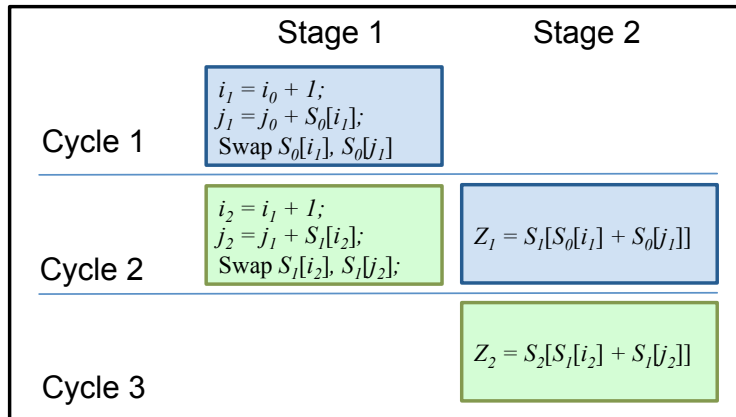 Stage 1 Stage 2
i₁ = i₀ + 1;
j₁ = j₀ + S₀[i₁];
Swap S₀[i₁], S₀[j₁]
Cycle 1
i₂ = i₁ + 1;
j₂ = j₁ + S₁[i₂];
Swap S₁[i₂], S₁[j₂];
Z₁ = S₁[S₀[i₁] + S₀[j₁]]
Cycle 2
Z₂ = S₂[S₁[i₂] + S₁[j₂]]
Cycle 3